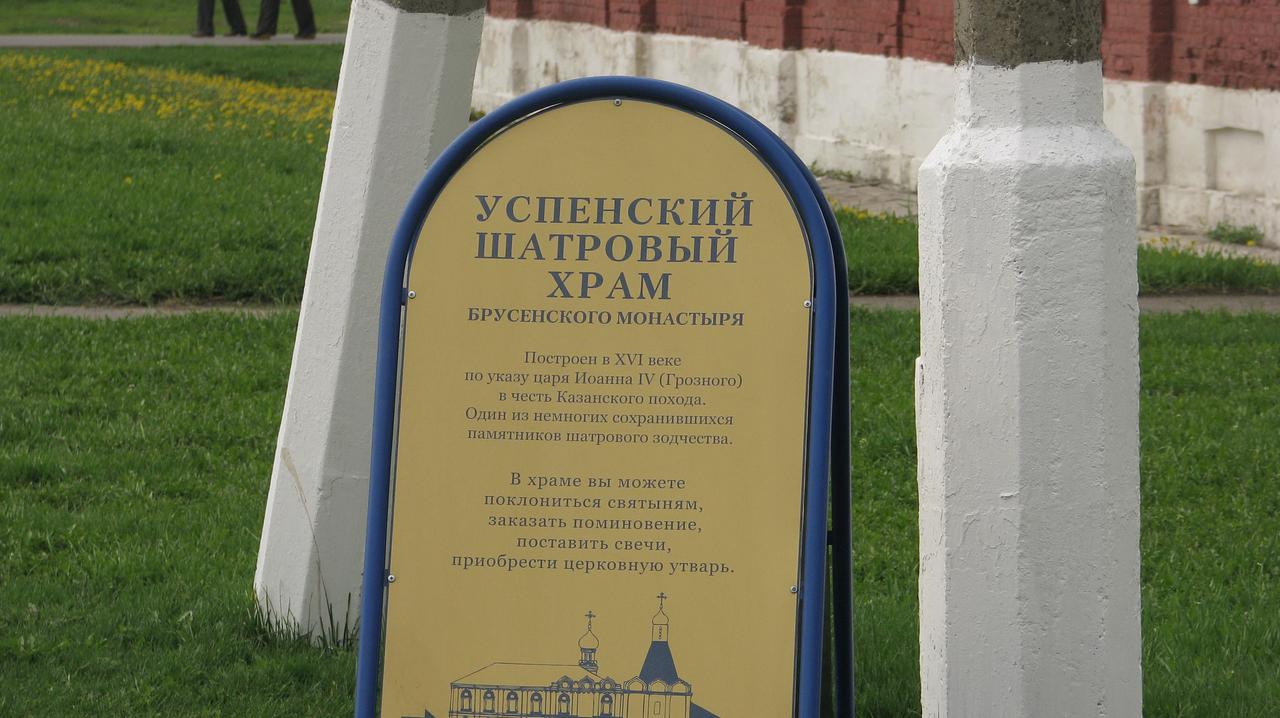 УСПЕНСКИЙ
ШАТРОВЫЙ
ХРАМ
БРУСЕНСКОГО МОНАСТЫРЯ
Построен в XVI веке
по указу царя Иоанна IV (Грозного)
в честь Казанского похода.
Один из немногих сохранившихся
памятников шатрового зодчества.
В храме вы можете
поклониться святыням,
заказать поминовение,
поставить свечи,
приобрести церковную утварь.